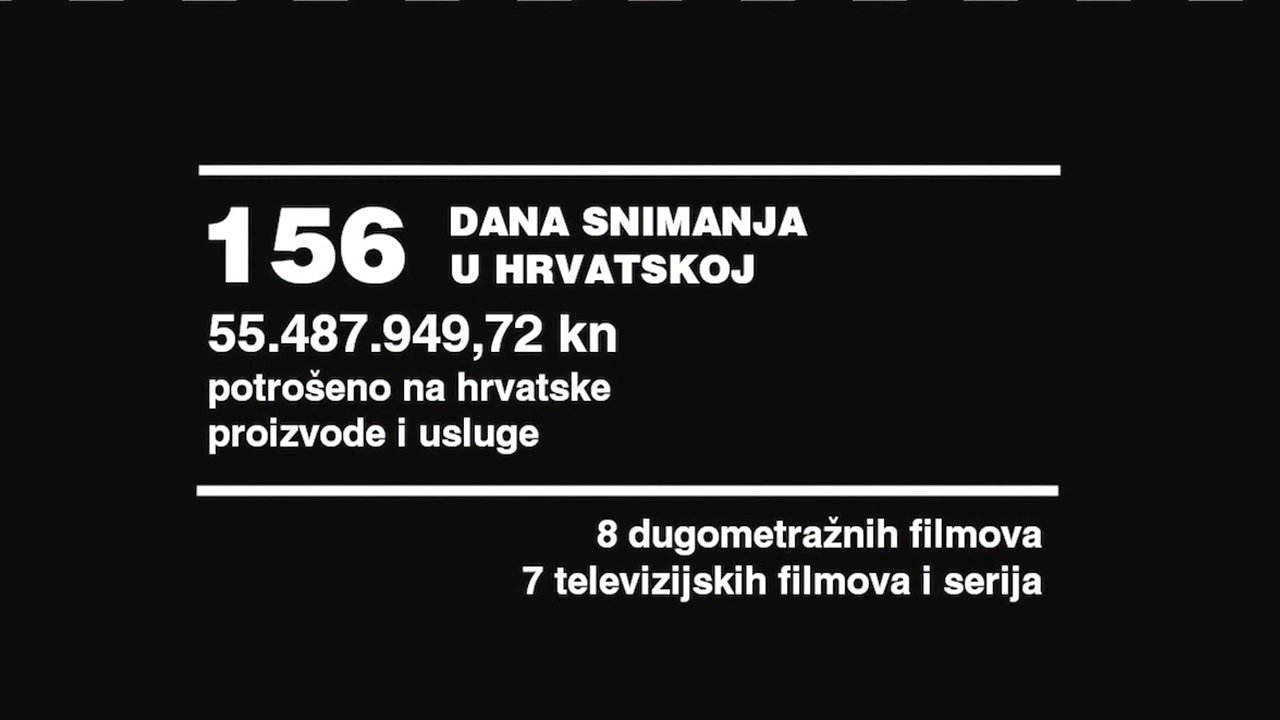 156 DANA SNIMANJA
U HRVATSKOJ
55.487.949,72 kn
potrošeno na hrvatske
proizvode i usluge
8 dugometražnih filmova
7 televizijskih filmova i serija